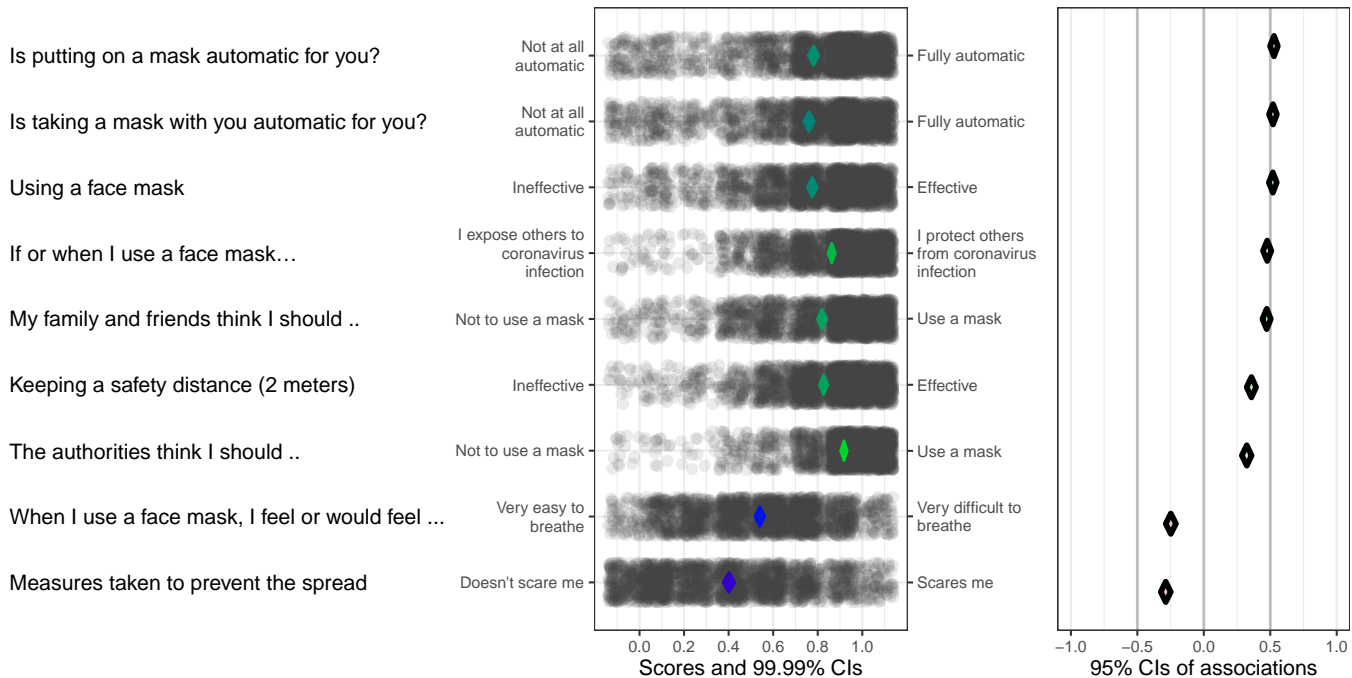 Is putting on a mask automatic for you?
Not at all
automatic
Fully automatic
Is taking a mask with you automatic for you?
Not at all
automatic
Fully automatic
Using a face mask
Ineffective
Effective
If or when I use a face mask…
I expose others to
coronavirus
infection
I protect others
from coronavirus
infection
My family and friends think I should ..
Not to use a mask
Use a mask
Keeping a safety distance (2 meters)
Ineffective
Effective
The authorities think I should ..
Not to use a mask
Use a mask
When I use a face mask, I feel or would feel ...
Very easy to
breathe
Very difficult to
breathe
Measures taken to prevent the spread
Doesn't scare me
Scares me
0.0 0.2 0.4 0.6 0.8 1.0
Scores and 99.99% CIs
−1.0 −0.5 0.0 0.5 1.0
95% CIs of associations